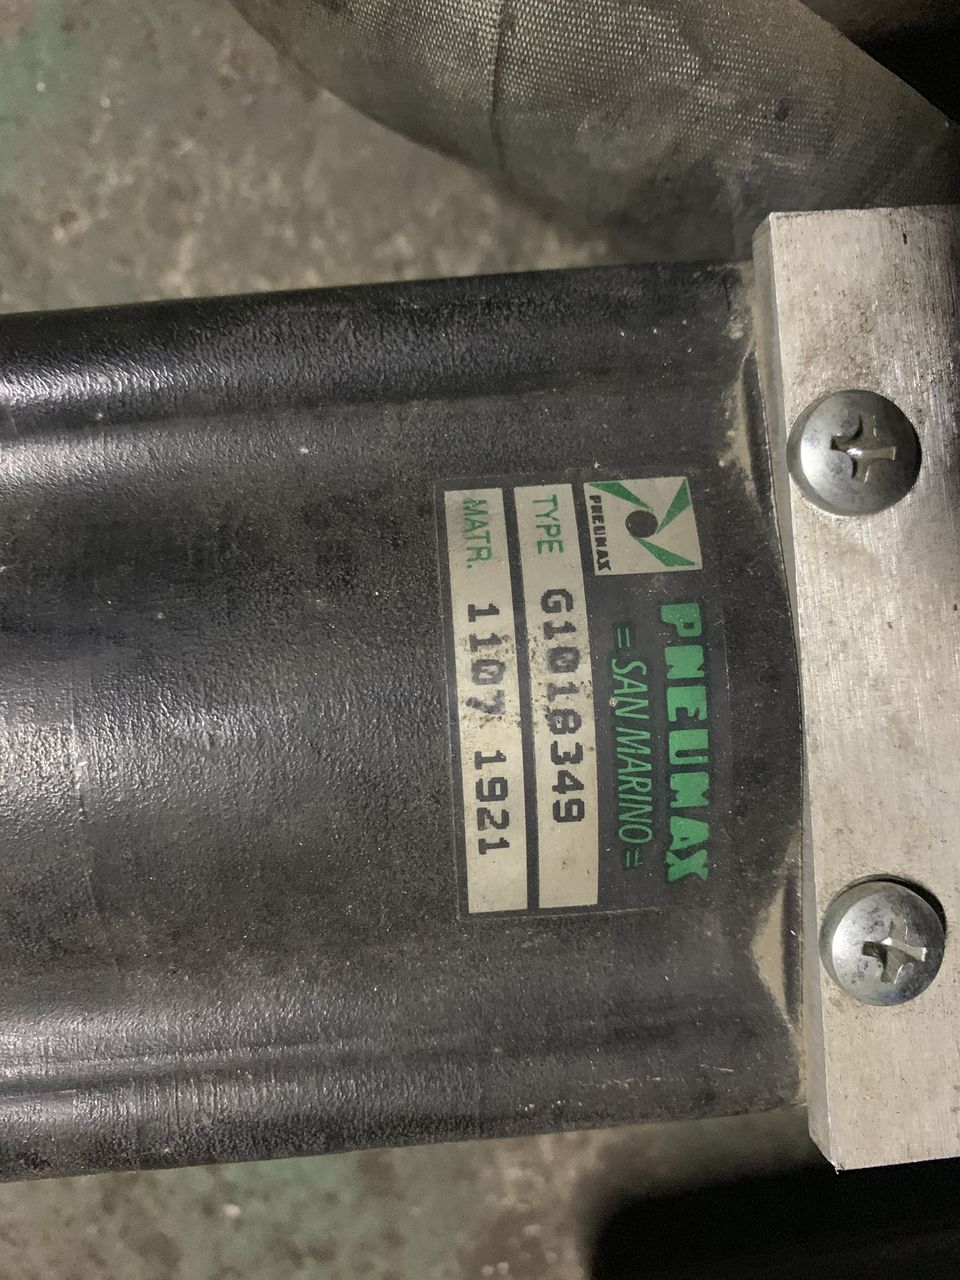 PNEUMAX
PNEUMAX
= SAN MARINO =
TYPE G1018349
MATR. 1107 1921